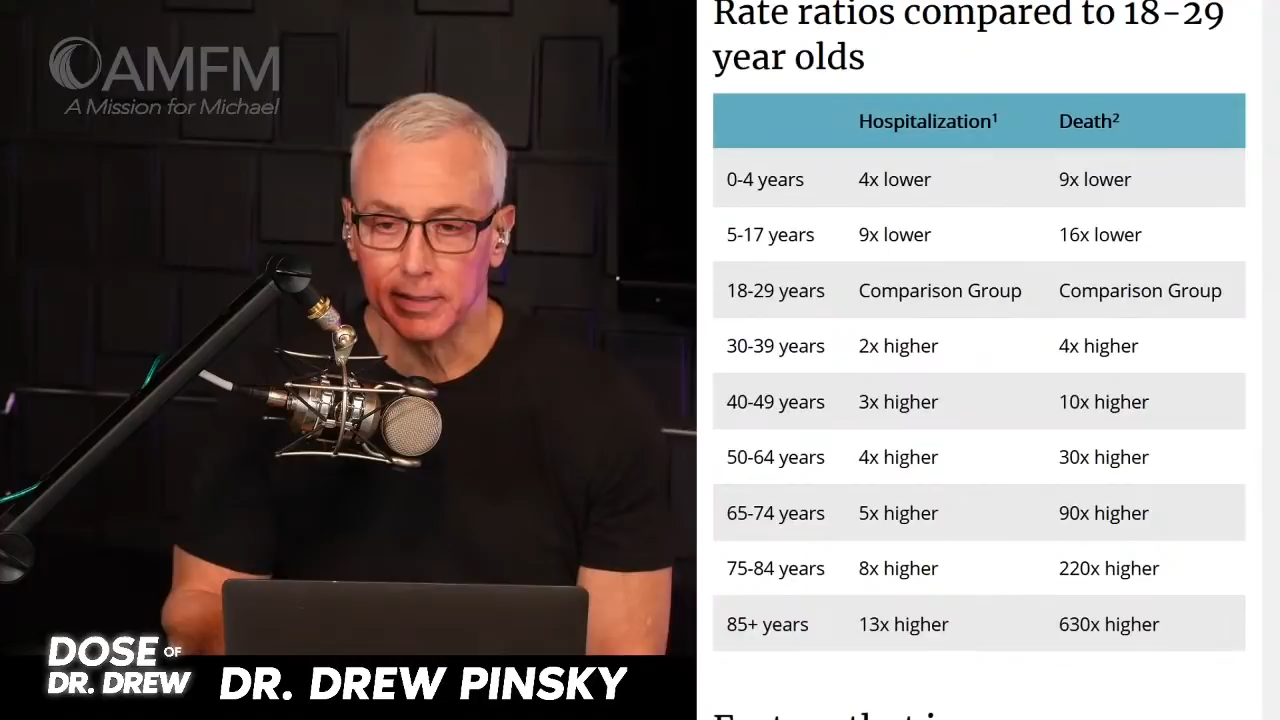 AMFM
A Mission for Michael
DOSE OF
DR. DREW
DR. DREW PINSKY
Rate ratios compared to 18-29
year olds
Hospitalization¹ Death²
0-4 years 4x lower 9x lower
5-17 years 9x lower 16x lower
18-29 years Comparison Group Comparison Group
30-39 years 2x higher 4x higher
40-49 years 3x higher 10x higher
50-64 years 4x higher 30x higher
65-74 years 5x higher 90x higher
75-84 years 8x higher 220x higher
85+ years 13x higher 630x higher